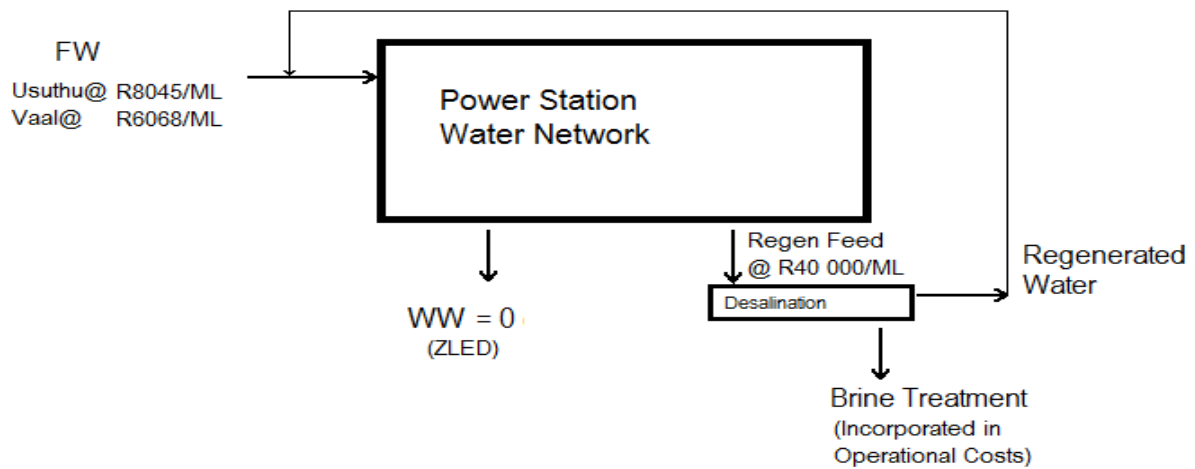 FW
Usuthu@ R8045/ML
Vaal@ R6068/ML
Power Station
Water Network
Regen Feed
@ R40 000/ML
Desalination
Regenerated
Water
WW = 0
(ZLED)
Brine Treatment
(Incorporated in
Operational Costs)